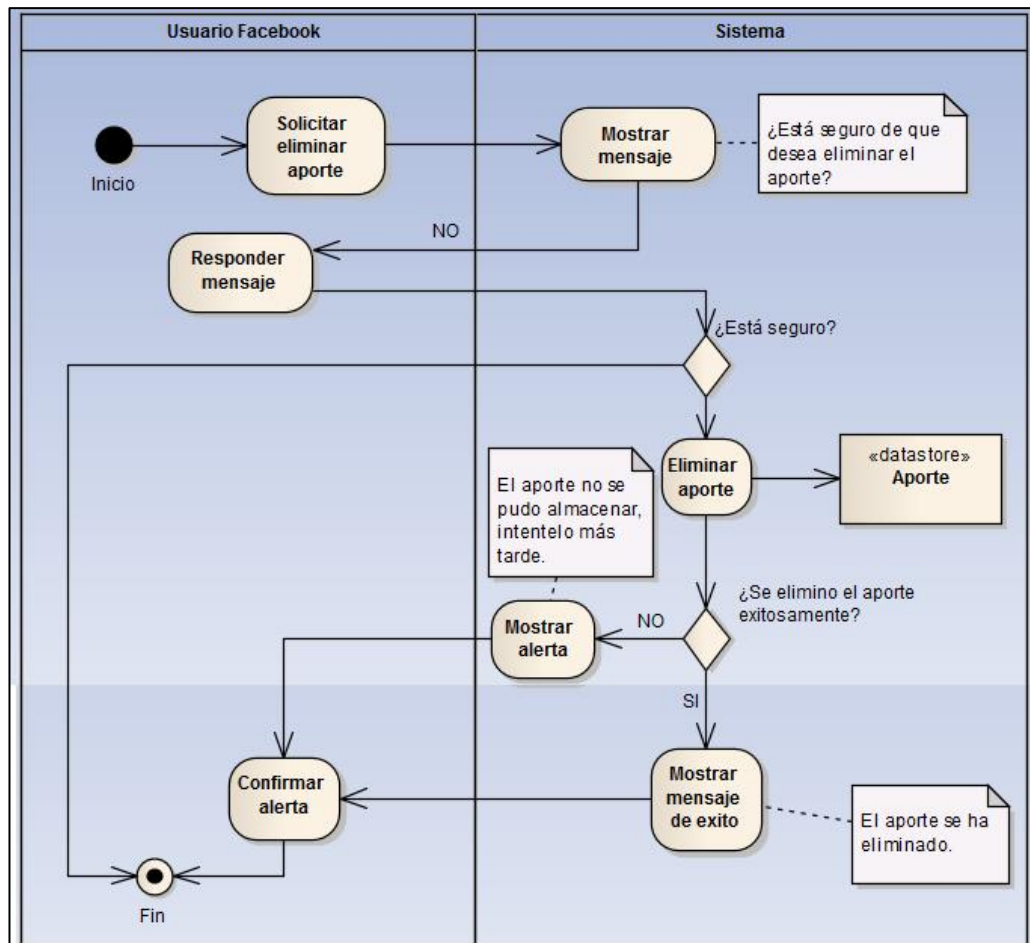 Usuario Facebook
Sistema
Inicio
Solicitar
eliminar
aporte
Mostrar
mensaje
¿Está seguro de que
desea eliminar el
aporte?
NO
Responder
mensaje
¿Está seguro?
Eliminar
aporte
«datastore»
Aporte
El aporte no se
pudo almacenar,
intentelo más
tarde.
¿Se elimino el aporte
exitosamente?
NO
Mostrar
alerta
SI
Confirmar
alerta
Mostrar
mensaje
de exito
El aporte se ha
eliminado.
Fin